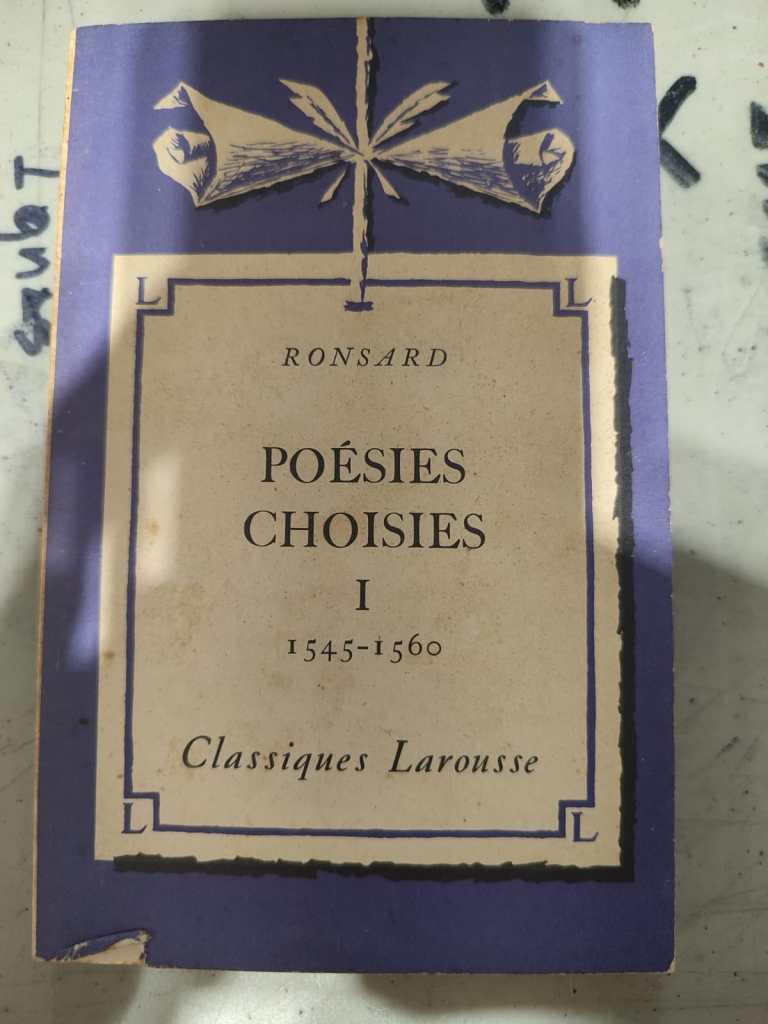 L L
RONSARD
POÉSIES
CHOISIES
I
1545-1560
Classiques Larousse
L L